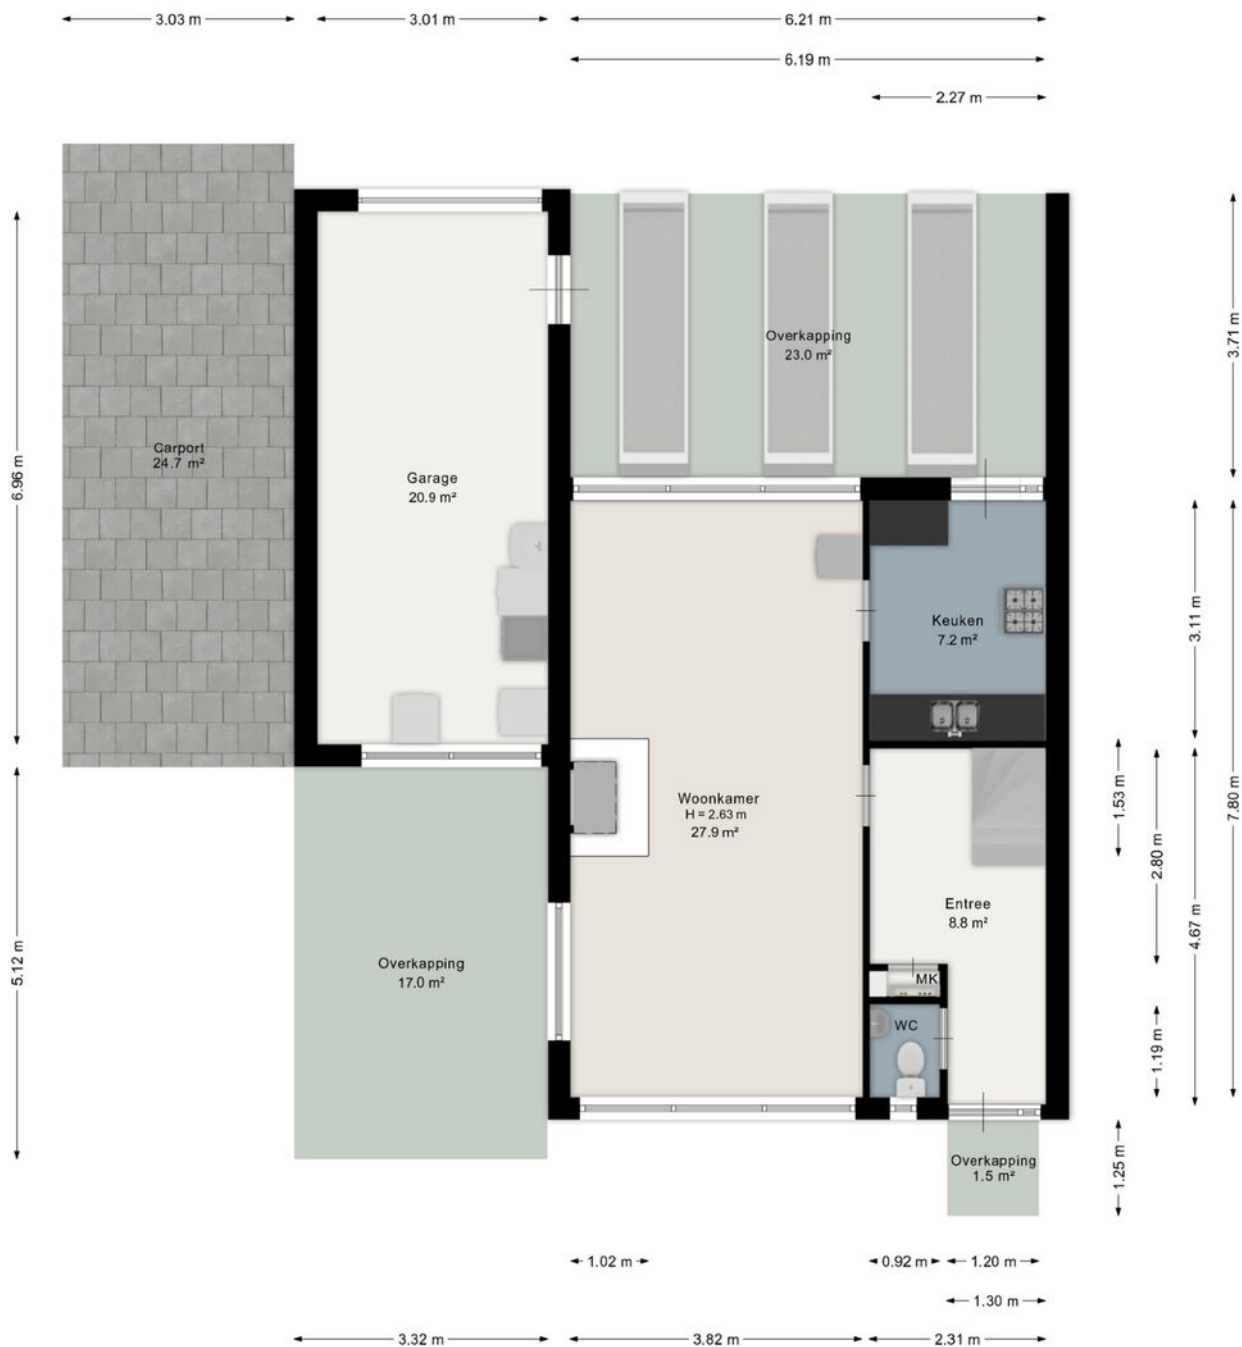 3.03 m
3.01 m
6.21 m
6.19 m
2.27 m
3.71 m
Overkapping
23.0 m²
Carport
24.7 m²
Garage
20.9 m²
6.96 m
3.11 m
Keuken
7.2 m²
7.80 m
1.53 m
2.80 m
Woonkamer
H = 2.63 m
27.9 m²
Entree
8.8 m²
4.67 m
5.12 m
Overkapping
17.0 m²
MK
WC
1.19 m
Overkapping
1.5 m²
1.25 m
1.02 m
0.92 m
1.20 m
1.30 m
3.32 m
3.82 m
2.31 m